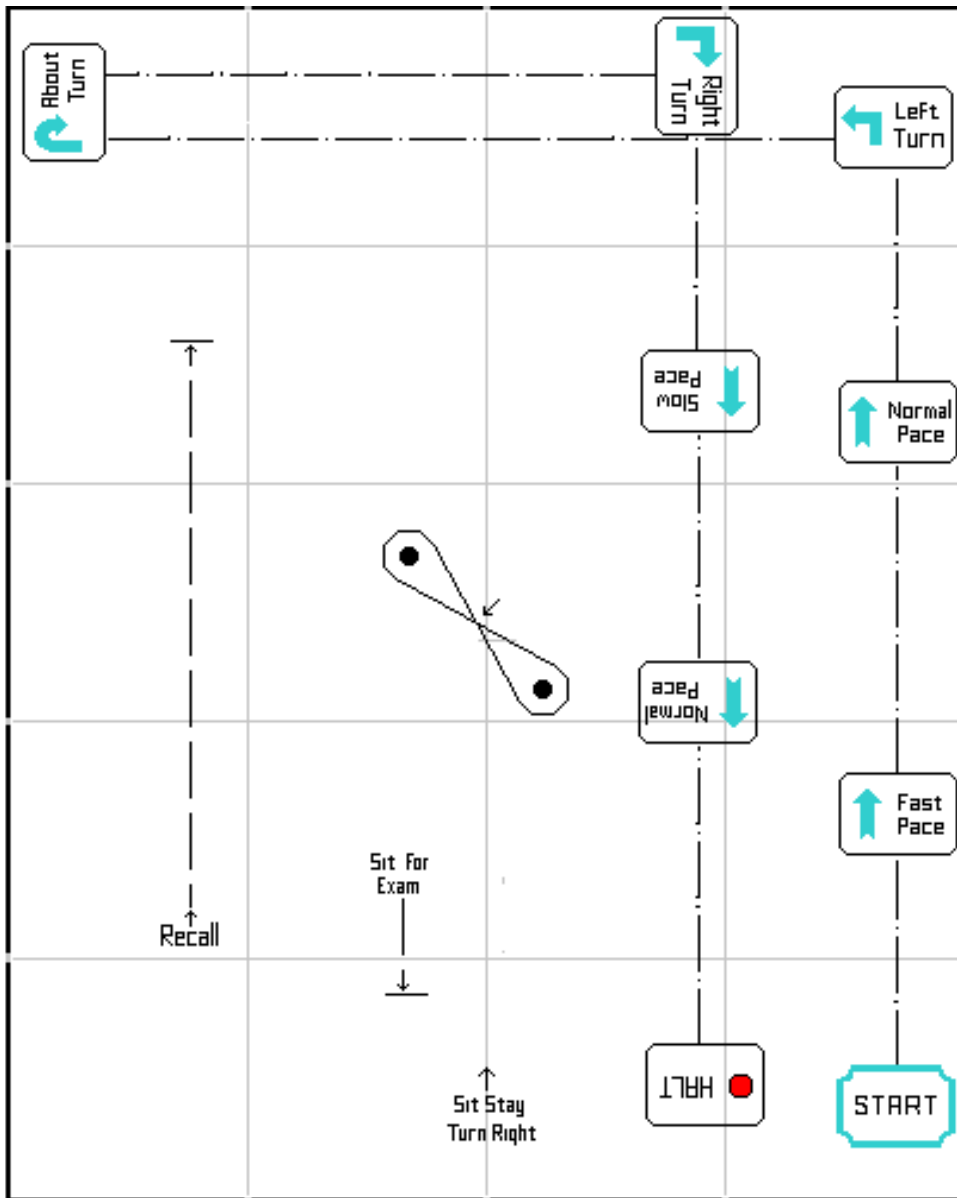 About
Turn
Right
Turn
Left
Turn
Slow
Pace
Normal
Pace
Normal
Pace
Fast
Pace
Sit For
Exam
Recall
HALT
START
Sit Stay
Turn Right